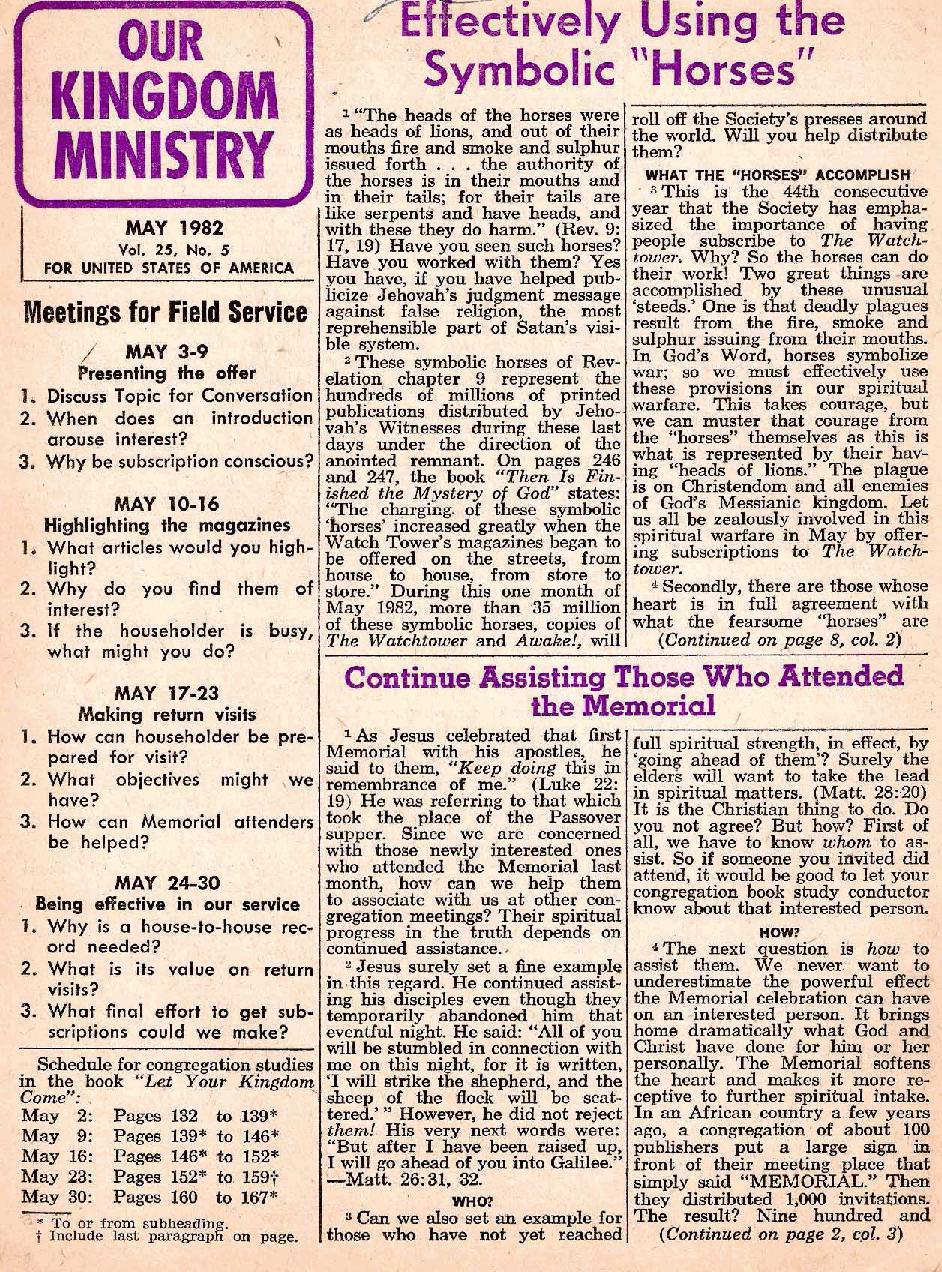 OUR
KINGDOM
MINISTRY
MAY 1982
Vol. 25, No. 5
FOR UNITED STATES OF AMERICA
Meetings for Field Service
MAY 3-9
Presenting the offer
1. Discuss Topic for Conversation
2. When does an introduction
arouse interest?
3. Why be subscription conscious?
MAY 10-16
Highlighting the magazines
1. What articles would you high-
light?
2. Why do you find them of
interest?
3. If the householder is busy,
what might you do?
MAY 17-23
Making return visits
1. How can householder be pre-
pared for visit?
2. What objectives might we
have?
3. How can Memorial attenders
be helped?
MAY 24-30
Being effective in our service
1. Why is a house-to-house rec-
ord needed?
2. What is its value on return
visits?
3. What final effort to get sub-
scriptions could we make?
Schedule for congregation studies
in the book "Let Your Kingdom
Come":
May 2: Pages 132 to 139*
May 9: Pages 139* to 146*
May 16: Pages 146* to 152*
May 23: Pages 152* to 159†
May 30: Pages 160 to 167*
* To or from subheading.
† Include last paragraph on page.
Effectively Using the
Symbolic "Horses"
1 "The heads of the horses were
as heads of lions, and out of their
mouths fire and smoke and sulphur
issued forth . . . the authority of
the horses is in their mouths and
in their tails; for their tails are
like serpents and have heads, and
with these they do harm." (Rev. 9:
17, 19) Have you seen such horses?
Have you worked with them? Yes
you have, if you have helped pub-
licize Jehovah's judgment message
against false religion, the most
reprehensible part of Satan's visi-
ble system.
2 These symbolic horses of Rev-
elation chapter 9 represent the
hundreds of millions of printed
publications distributed by Jeho-
vah's Witnesses during these last
days under the direction of the
anointed remnant. On pages 246
and 247, the book "Then Is Fin-
ished the Mystery of God" states:
"The charging of these symbolic
'horses' increased greatly when the
Watch Tower's magazines began to
be offered on the streets, from
house to house, from store to
store." During this one month of
May 1982, more than 35 million
of these symbolic horses, copies of
The Watchtower and Awake!, will
roll off the Society's presses around
the world. Will you help distribute
them?
WHAT THE "HORSES" ACCOMPLISH
3 This is the 44th consecutive
year that the Society has empha-
sized the importance of having
people subscribe to The Watch-
tower. Why? So the horses can do
their work! Two great things are
accomplished by these unusual
'steeds.' One is that deadly plagues
result from the fire, smoke and
sulphur issuing from their mouths.
In God's Word, horses symbolize
war; so we must effectively use
these provisions in our spiritual
warfare. This takes courage, but
we can muster that courage from
the "horses" themselves as this is
what is represented by their hav-
ing "heads of lions." The plague
is on Christendom and all enemies
of God's Messianic kingdom. Let
us all be zealously involved in this
spiritual warfare in May by offer-
ing subscriptions to The Watch-
tower.
4 Secondly, there are those whose
heart is in full agreement with
what the fearsome "horses" are
(Continued on page 8, col. 2)
Continue Assisting Those Who Attended
the Memorial
1 As Jesus celebrated that first
Memorial with his apostles, he
said to them, "Keep doing this in
remembrance of me." (Luke 22:
19) He was referring to that which
took the place of the Passover
supper. Since we are concerned
with those newly interested ones
who attended the Memorial last
month, how can we help them
to associate with us at other con-
gregation meetings? Their spiritual
progress in the truth depends on
continued assistance.
2 Jesus surely set a fine example
in this regard. He continued assist-
ing his disciples even though they
temporarily abandoned him that
eventful night. He said: "All of you
will be stumbled in connection with
me on this night, for it is written,
'I will strike the shepherd, and the
sheep of the flock will be scat-
tered.' " However, he did not reject
them! His very next words were:
"But after I have been raised up,
I will go ahead of you into Galilee."
—Matt. 26:31, 32.
WHO?
3 Can we also set an example for
those who have not yet reached
full spiritual strength, in effect, by
'going ahead of them'? Surely the
elders will want to take the lead
in spiritual matters. (Matt. 28:20)
It is the Christian thing to do. Do
you not agree? But how? First of
all, we have to know whom to as-
sist. So if someone you invited did
attend, it would be good to let your
congregation book study conductor
know about that interested person.
HOW?
4 The next question is how to
assist them. We never want to
underestimate the powerful effect
the Memorial celebration can have
on an interested person. It brings
home dramatically what God and
Christ have done for him or her
personally. The Memorial softens
the heart and makes it more re-
ceptive to further spiritual intake.
In an African country a few years
ago, a congregation of about 100
publishers put a large sign in
front of their meeting place that
simply said "MEMORIAL." Then
they distributed 1,000 invitations.
The result? Nine hundred and
(Continued on page 2, col. 3)